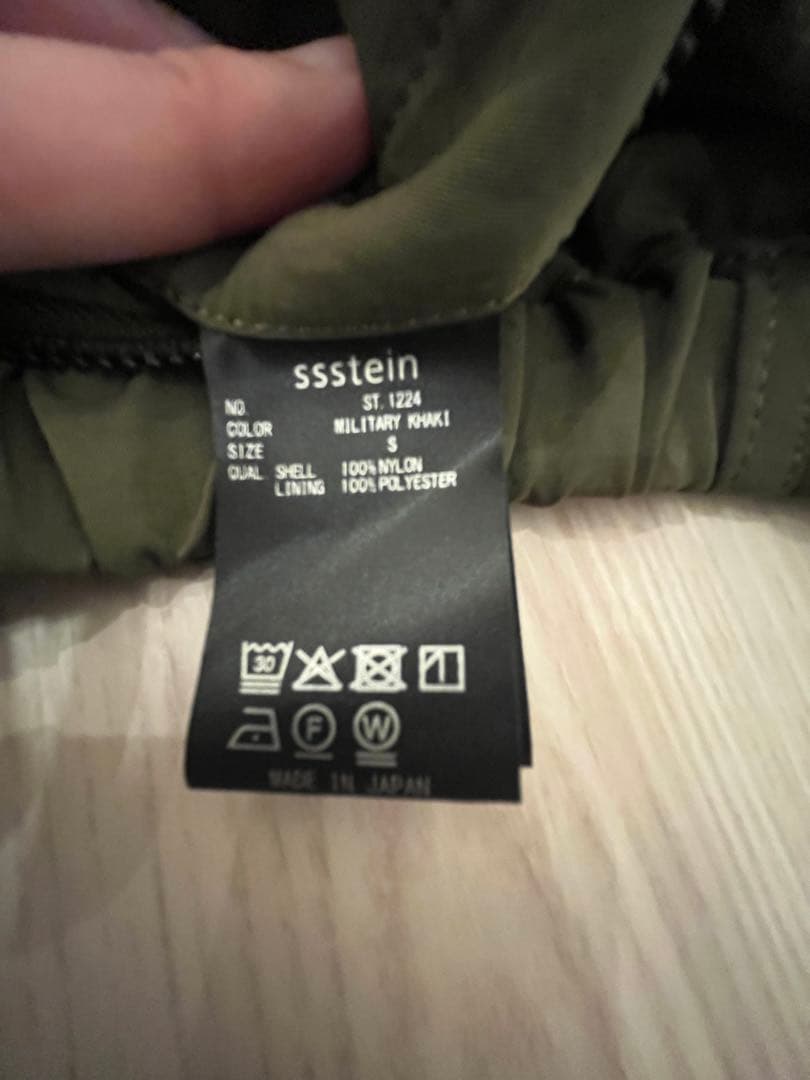 ssstein
NO. ST.1224
COLOR MILITARY KHAKI
SIZE S
QUAL SHELL 100%NYLON
LINING 100%POLYESTER
30
F W
MADE IN JAPAN